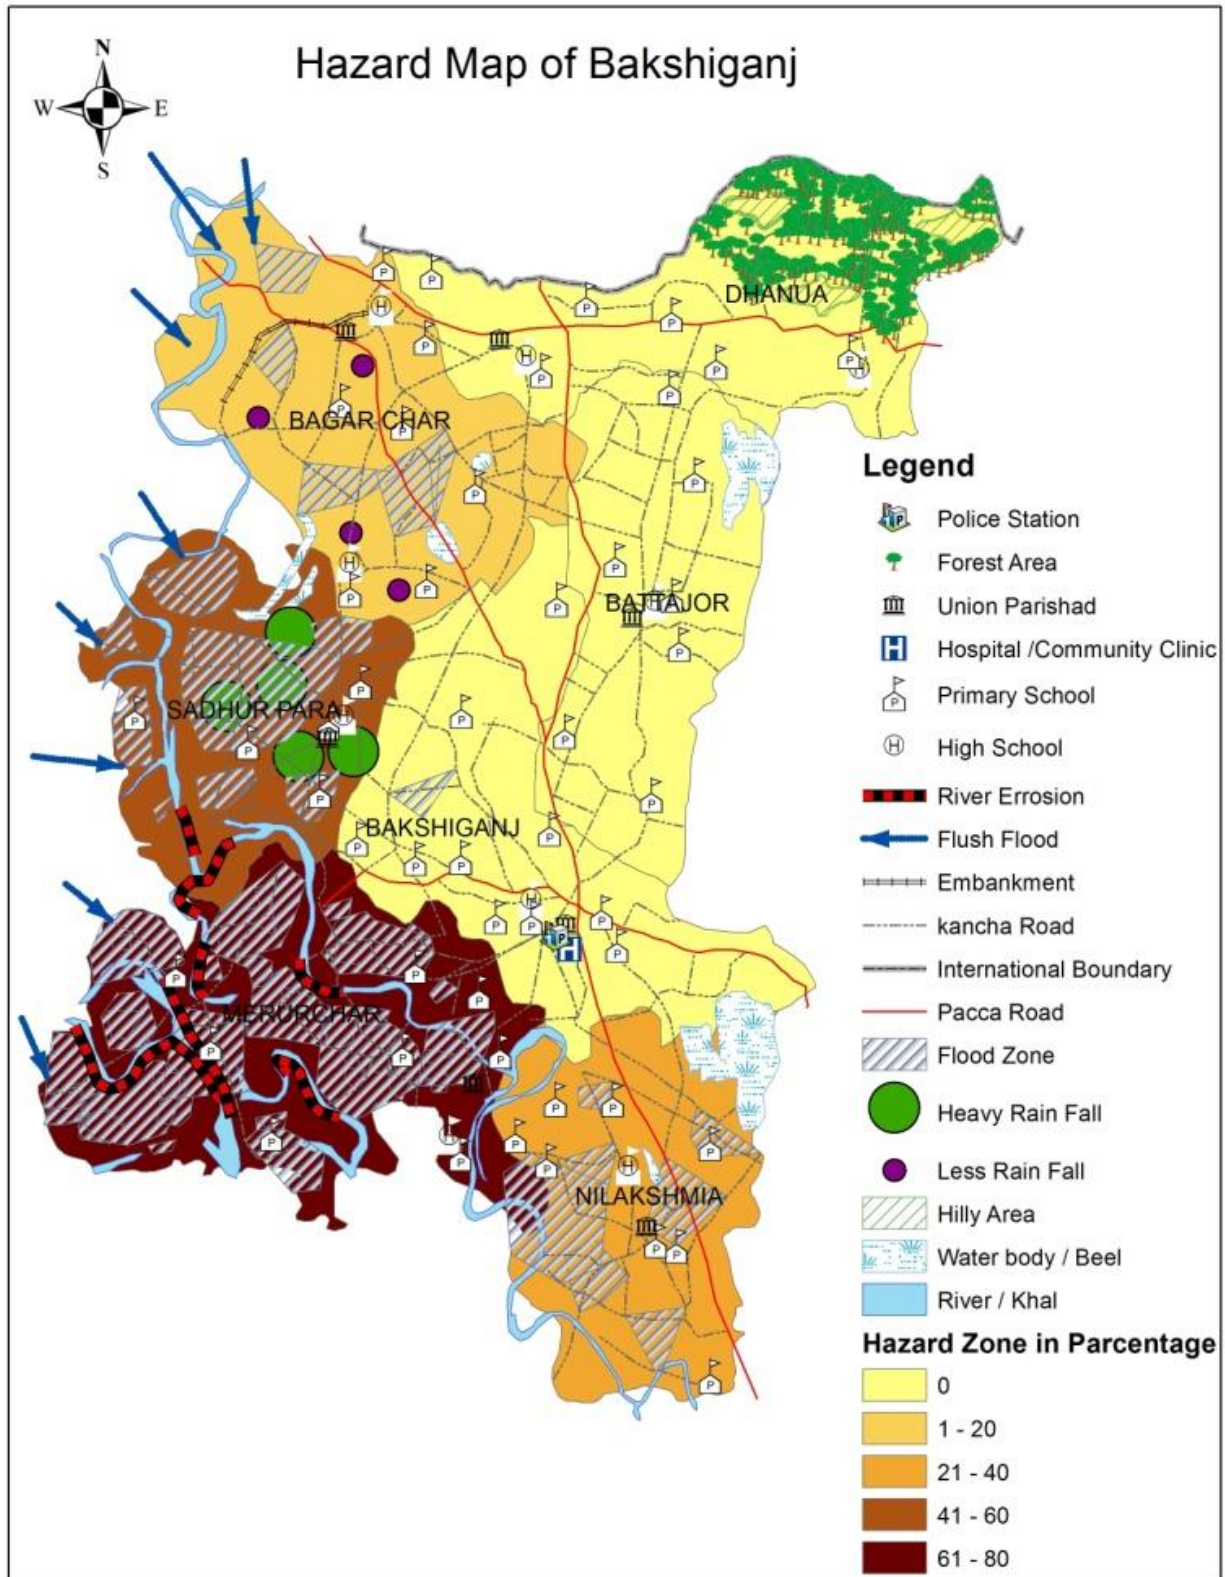 Hazard Map of Bakshiganj
N
W E
S
DHANUA
BAGAR CHAR
BATTAJOR
SADHUR PARA
BAKSHIGANJ
MERURCHAR
NILAKSHMIA
Legend
Police Station
Forest Area
Union Parishad
Hospital /Community Clinic
Primary School
High School
River Errosion
Flush Flood
Embankment
kancha Road
International Boundary
Pacca Road
Flood Zone
Heavy Rain Fall
Less Rain Fall
Hilly Area
Water body / Beel
River / Khal
Hazard Zone in Parcentage
0
1 - 20
21 - 40
41 - 60
61 - 80